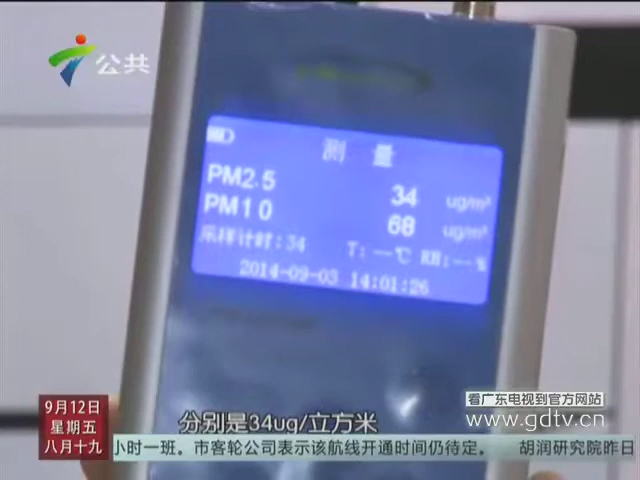 公共
测 量
PM2.5 34 ug/m³
PM10 68 ug/m³
采样计时:34 T:--℃ RH:--%
2014-09-03 14:01:26
看广东电视到官方网站
www.gdtv.cn
9月12日
星期五
八月十九
分别是34ug/立方米
小时一班。市客轮公司表示该航线开通时间仍待定。 胡润研究院昨日